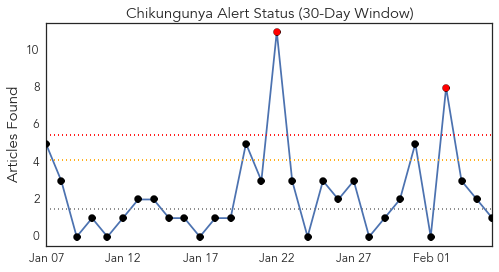 Chikungunya Alert Status (30-Day Window)
Articles Found
10
8
6
4
2
0
Jan 07 Jan 12 Jan 17 Jan 22 Jan 27 Feb 01